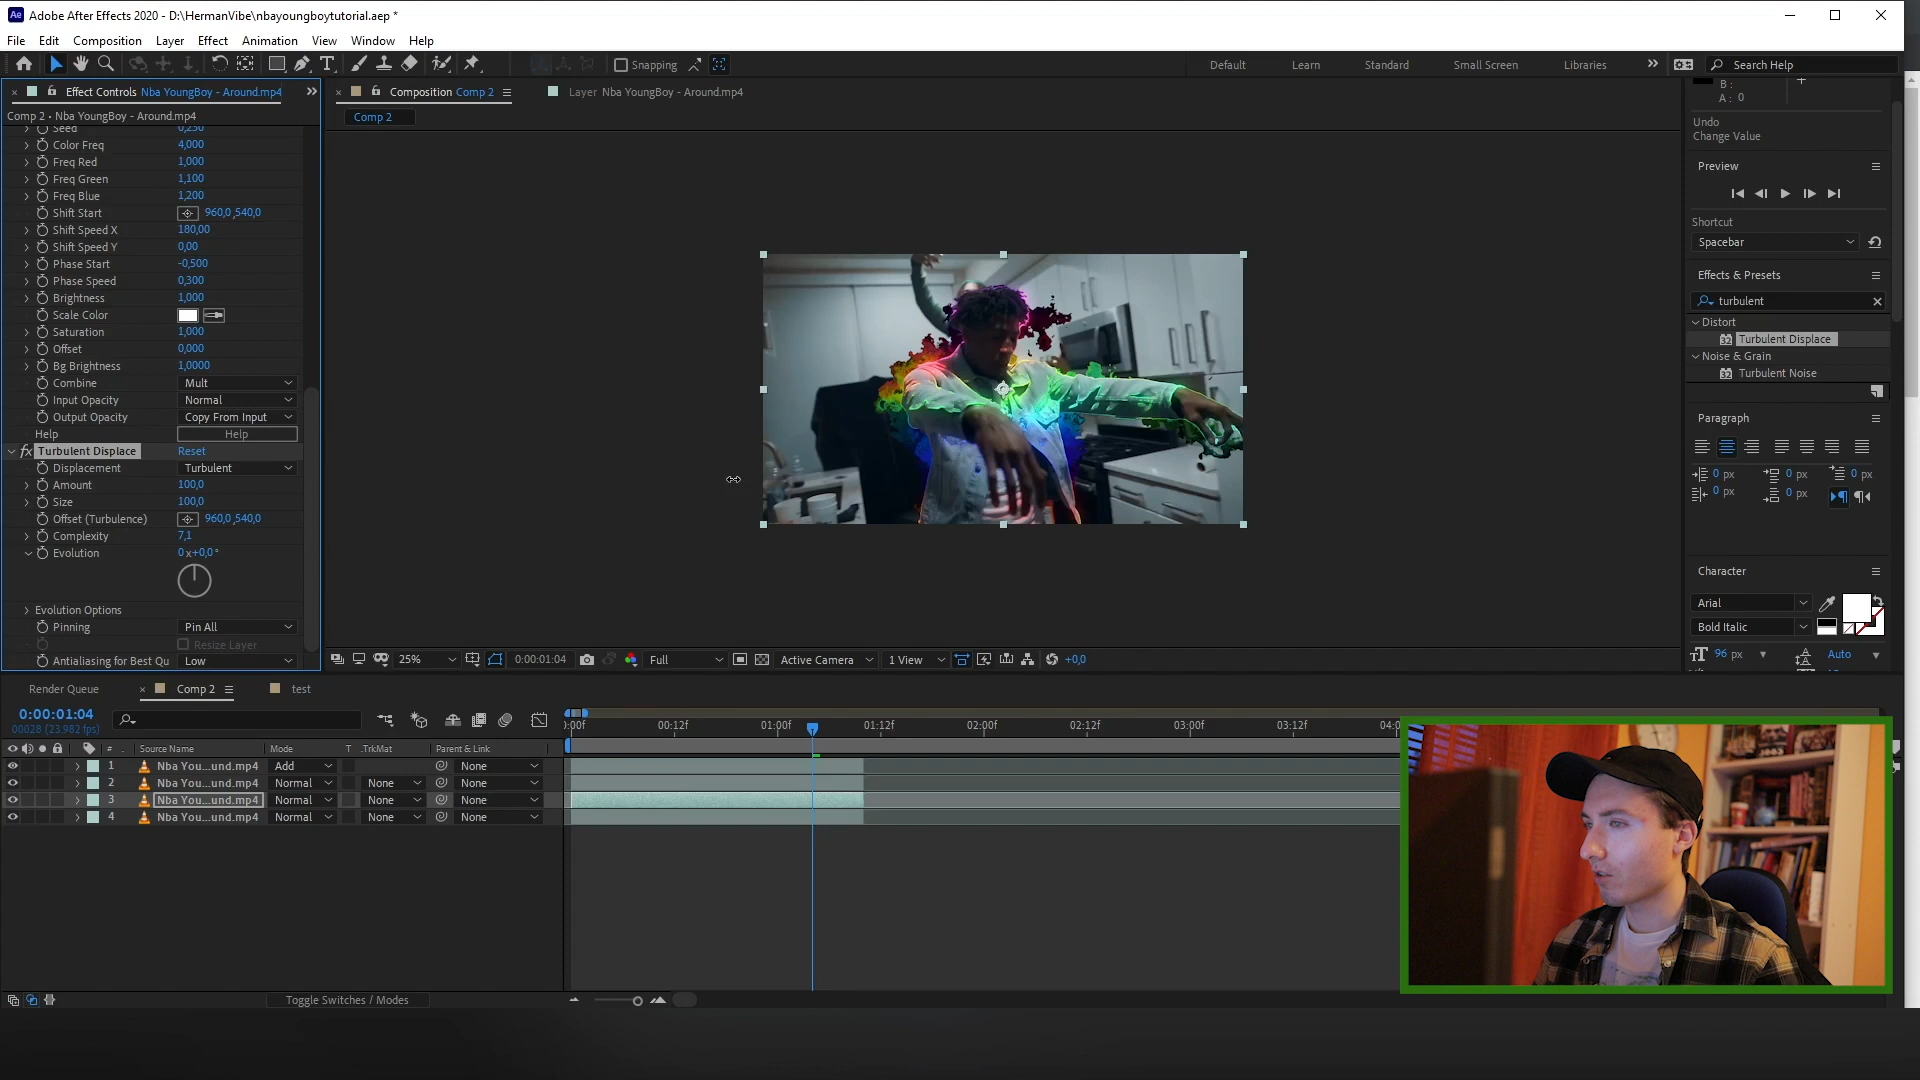 Ae Adobe After Effects 2020 - D:\HermanVibe\nbayoungboytutorial.aep *
File Edit Composition Layer Effect Animation View Window Help
Snapping Default Learn Standard Small Screen Libraries » Search Help
× Effect Controls Nba YoungBoy - Around.mp4 »
Comp 2 • Nba YoungBoy - Around.mp4
Seed 0,250
Color Freq 4,000
Freq Red 1,000
Freq Green 1,100
Freq Blue 1,200
Shift Start 960,0,540,0
Shift Speed X 180,00
Shift Speed Y 0,00
Phase Start -0,500
Phase Speed 0,300
Brightness 1,000
Scale Color
Saturation 1,000
Offset 0,000
Bg Brightness 1,0000
Combine Mult
Input Opacity Normal
Output Opacity Copy From Input
Help Help
fx Turbulent Displace Reset
Displacement Turbulent
Amount 100,0
Size 100,0
Offset (Turbulence) 960,0,540,0
Complexity 7,1
Evolution 0x+0,0°
Evolution Options
Pinning Pin All
Resize Layer
Antialiasing for Best Qu Low
× Composition Comp 2
Layer Nba YoungBoy - Around.mp4
Comp 2
25% 0:00:01:04 Full Active Camera 1 View +0,0
B :
A : 0
Undo
Change Value
Preview
Shortcut
Spacebar
Effects & Presets
turbulent ×
Distort
32 Turbulent Displace
Noise & Grain
32 Turbulent Noise
Paragraph
0 px 0 px 0 px
0 px 0 px
Character
Arial
Bold Italic
96 px Auto
Render Queue × Comp 2 test
0:00:01:04
00028 (23.982 fps)
# Source Name Mode T .TrkMat Parent & Link
1 Nba You...und.mp4 Add None
2 Nba You...und.mp4 Normal None None
3 Nba You...und.mp4 Normal None None
4 Nba You...und.mp4 Normal None None
):00f 00:12f 01:00f 01:12f 02:00f 02:12f 03:00f 03:12f 04:0
Toggle Switches / Modes